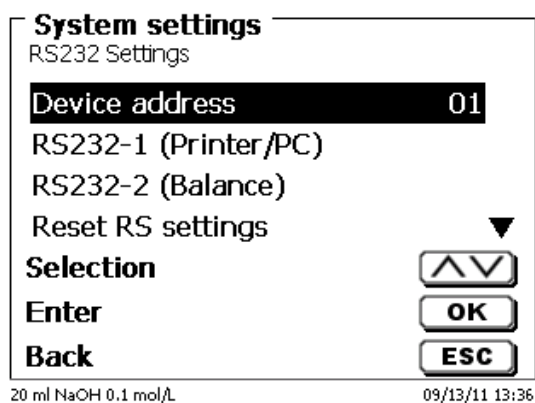 System settings
RS232 Settings
Device address 01
RS232-1 (Printer/PC)
RS232-2 (Balance)
Reset RS settings
Selection
Enter OK
Back ESC
20 ml NaOH 0.1 mol/L 09/13/11 13:36